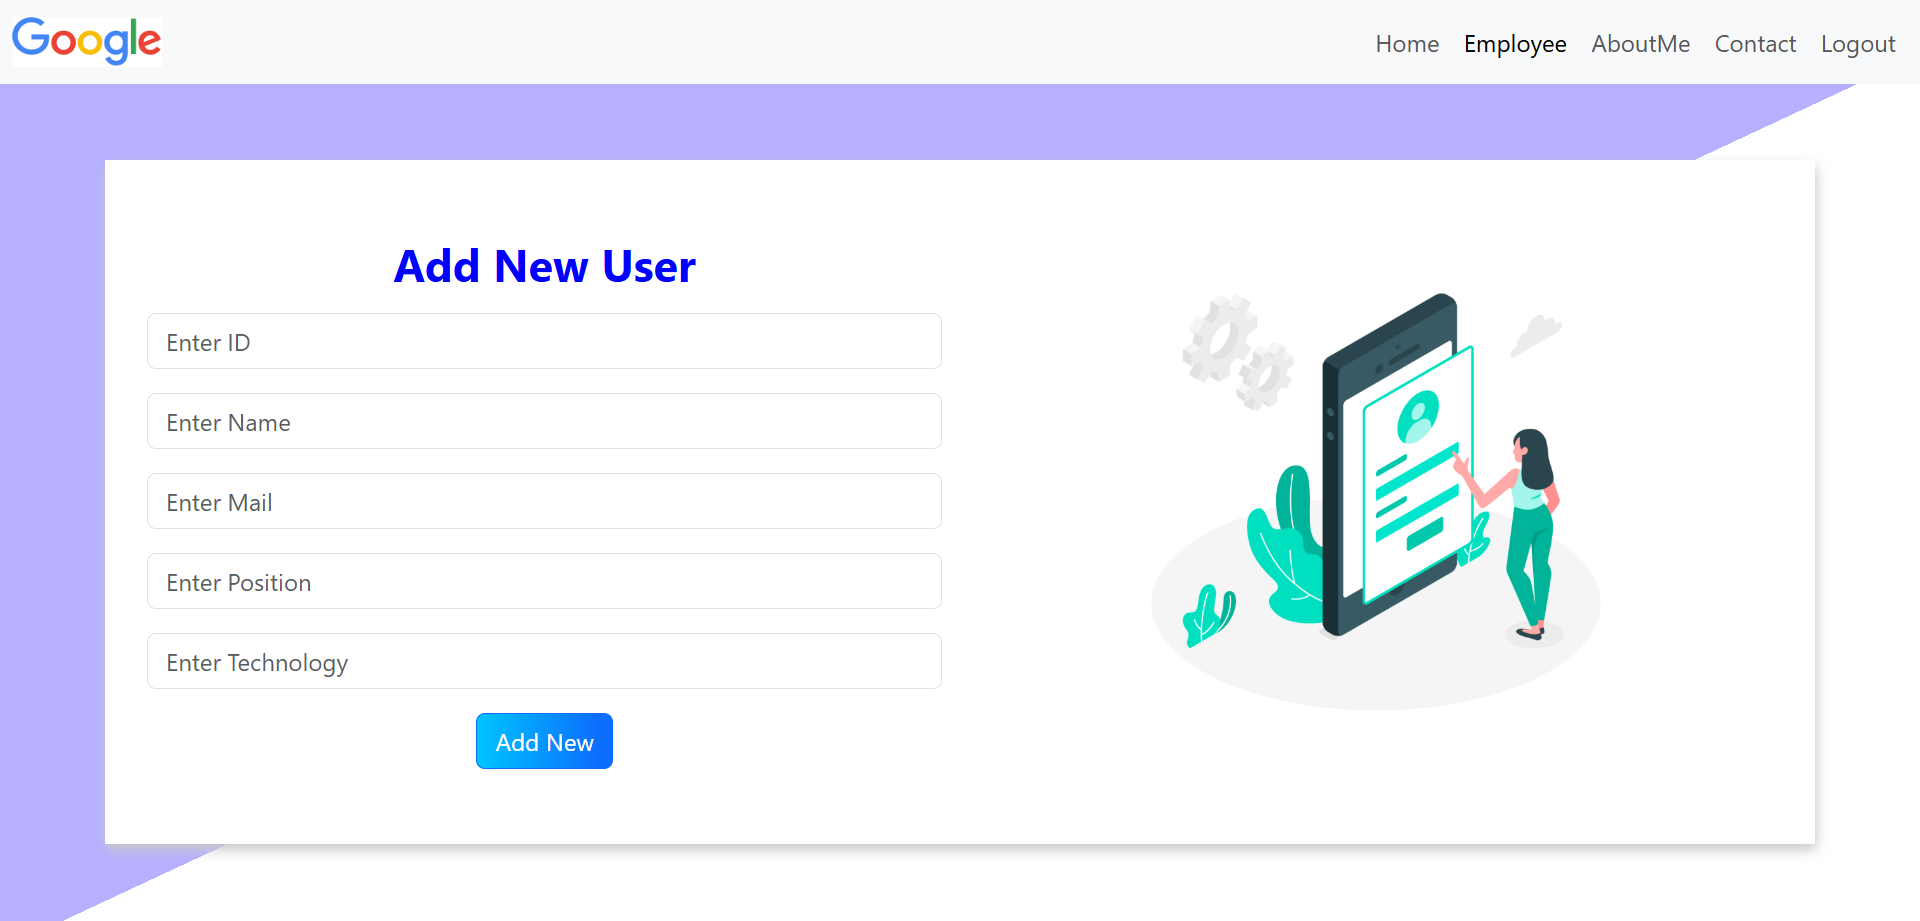 Google
Home Employee AboutMe Contact Logout
Add New User
Enter ID
Enter Name
Enter Mail
Enter Position
Enter Technology
Add New